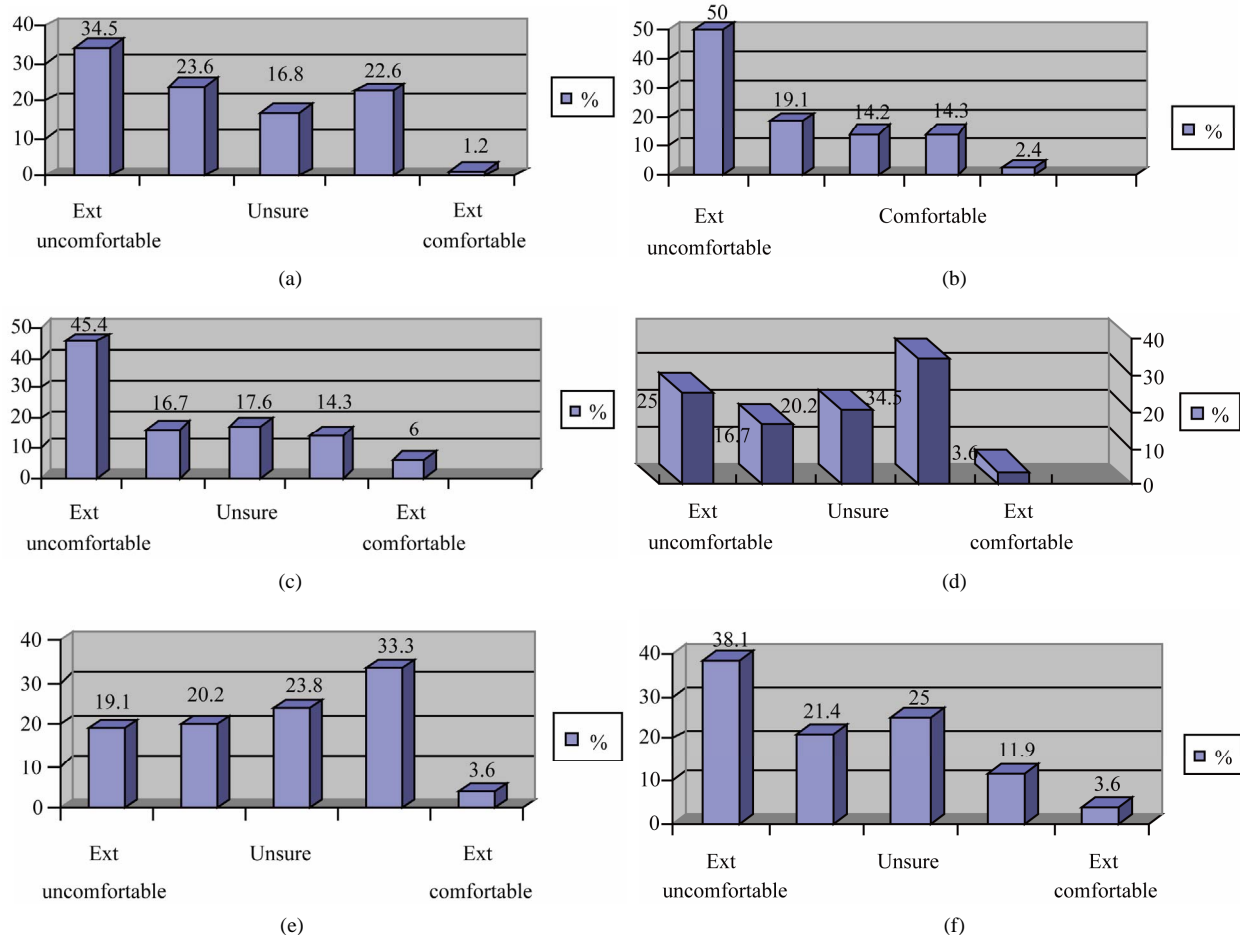 40
30
20
10
0
34.5
23.6
16.8
22.6
1.2
%
Ext
uncomfortable
Unsure
Ext
comfortable
(a)
50
40
30
20
10
0
50
19.1
14.2
14.3
2.4
%
Ext
uncomfortable
Comfortable
(b)
50
40
30
20
10
0
45.4
16.7
17.6
14.3
6
%
Ext
uncomfortable
Unsure
Ext
comfortable
(c)
25
16.7
20.2
34.5
3.6
40
30
20
10
0
%
Ext
uncomfortable
Unsure
Ext
comfortable
(d)
40
30
20
10
0
19.1
20.2
23.8
33.3
3.6
%
Ext
uncomfortable
Unsure
Ext
comfortable
(e)
40
30
20
10
0
38.1
21.4
25
11.9
3.6
%
Ext
uncomfortable
Unsure
Ext
comfortable
(f)